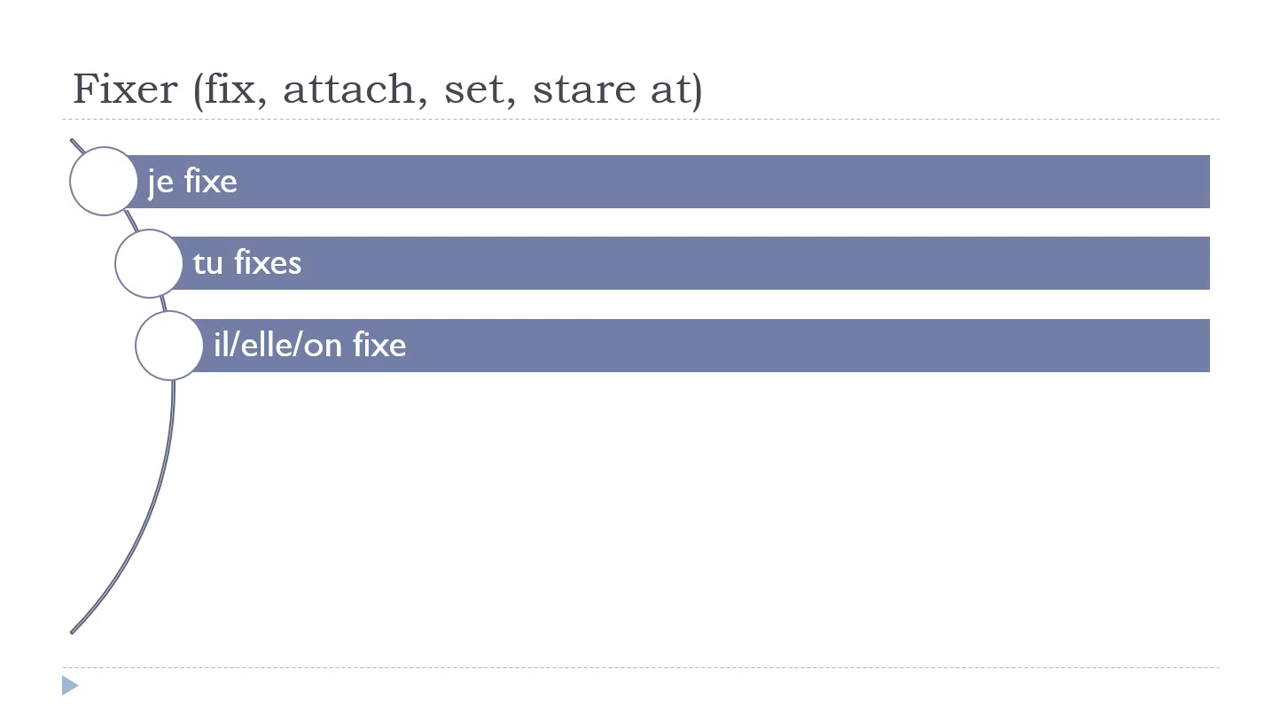 Fixer (fix, attach, set, stare at)
je fixe
tu fixes
il/elle/on fixe